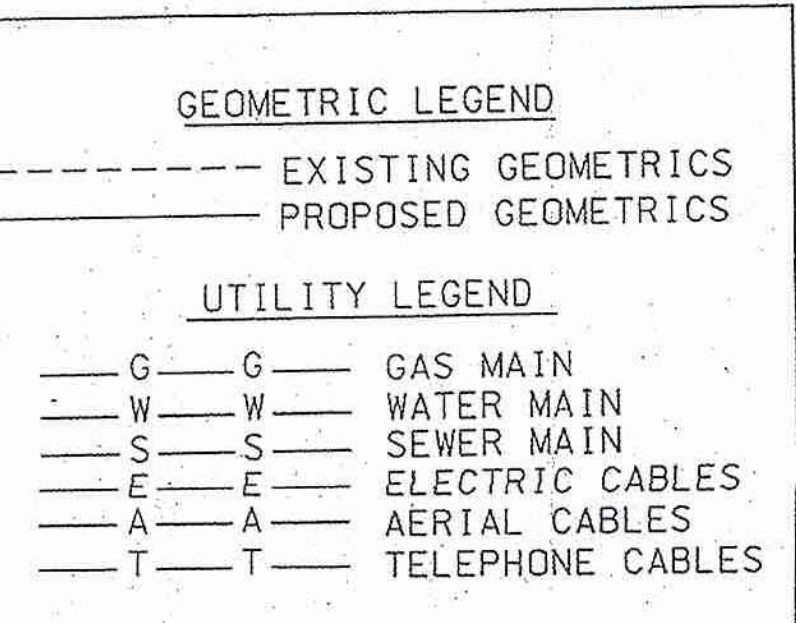 GEOMETRIC LEGEND
EXISTING GEOMETRICS
PROPOSED GEOMETRICS
UTILITY LEGEND
G G GAS MAIN
W W WATER MAIN
S S SEWER MAIN
E E ELECTRIC CABLES
A A AERIAL CABLES
T T TELEPHONE CABLES